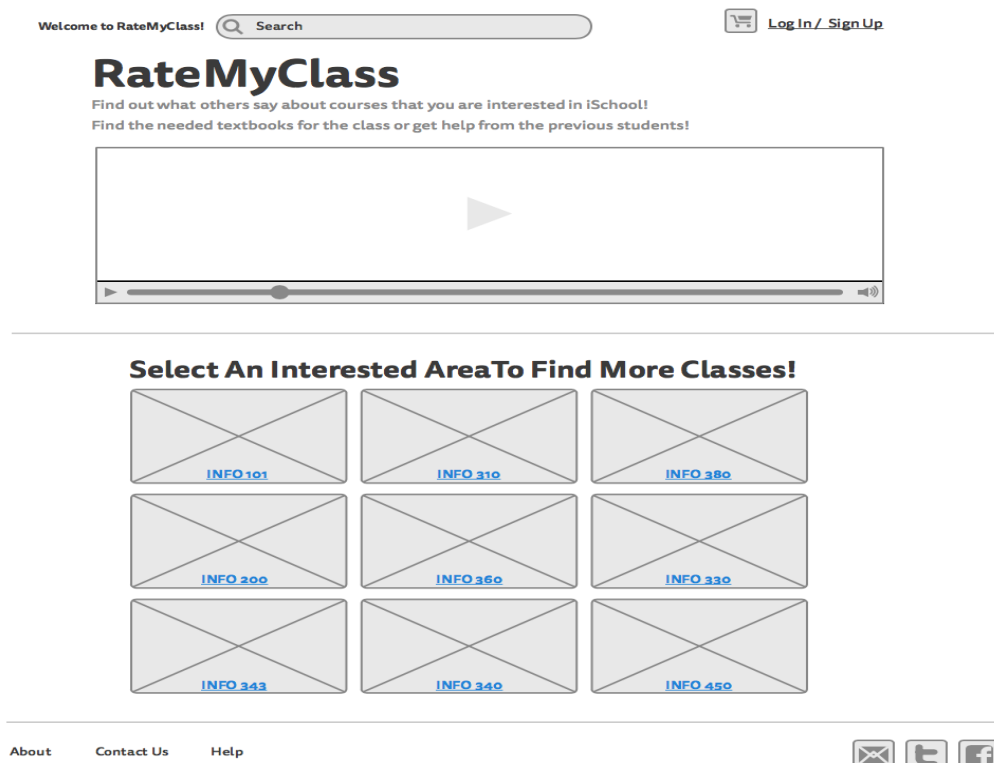 Welcome to RateMyClass!
Search
Log In / Sign Up
RateMyClass
Find out what others say about courses that you are interested in iSchool!
Find the needed textbooks for the class or get help from the previous students!
Select An Interested AreaTo Find More Classes!
INFO 101
INFO 310
INFO 380
INFO 200
INFO 360
INFO 330
INFO 343
INFO 340
INFO 450
About
Contact Us
Help